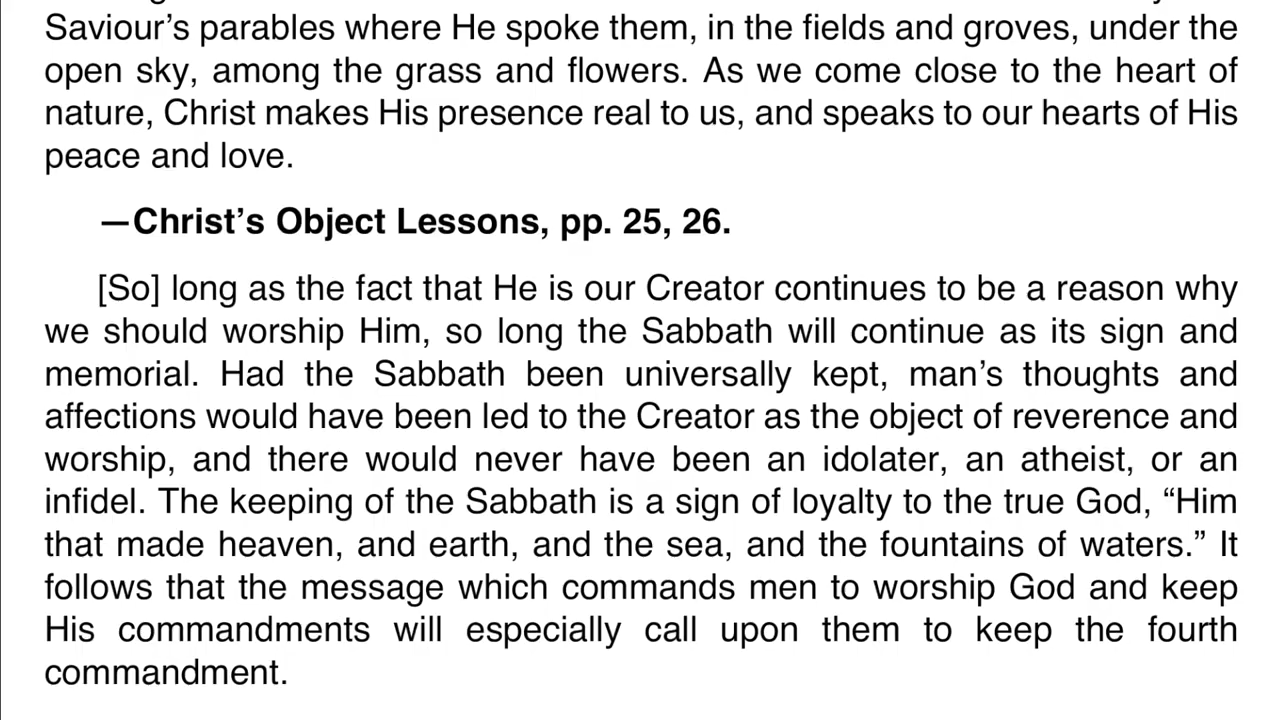 Saviour’s parables where He spoke them, in the fields and groves, under the
open sky, among the grass and flowers. As we come close to the heart of
nature, Christ makes His presence real to us, and speaks to our hearts of His
peace and love.
—Christ’s Object Lessons, pp. 25, 26.
[So] long as the fact that He is our Creator continues to be a reason why
we should worship Him, so long the Sabbath will continue as its sign and
memorial. Had the Sabbath been universally kept, man’s thoughts and
affections would have been led to the Creator as the object of reverence and
worship, and there would never have been an idolater, an atheist, or an
infidel. The keeping of the Sabbath is a sign of loyalty to the true God, “Him
that made heaven, and earth, and the sea, and the fountains of waters.” It
follows that the message which commands men to worship God and keep
His commandments will especially call upon them to keep the fourth
commandment.